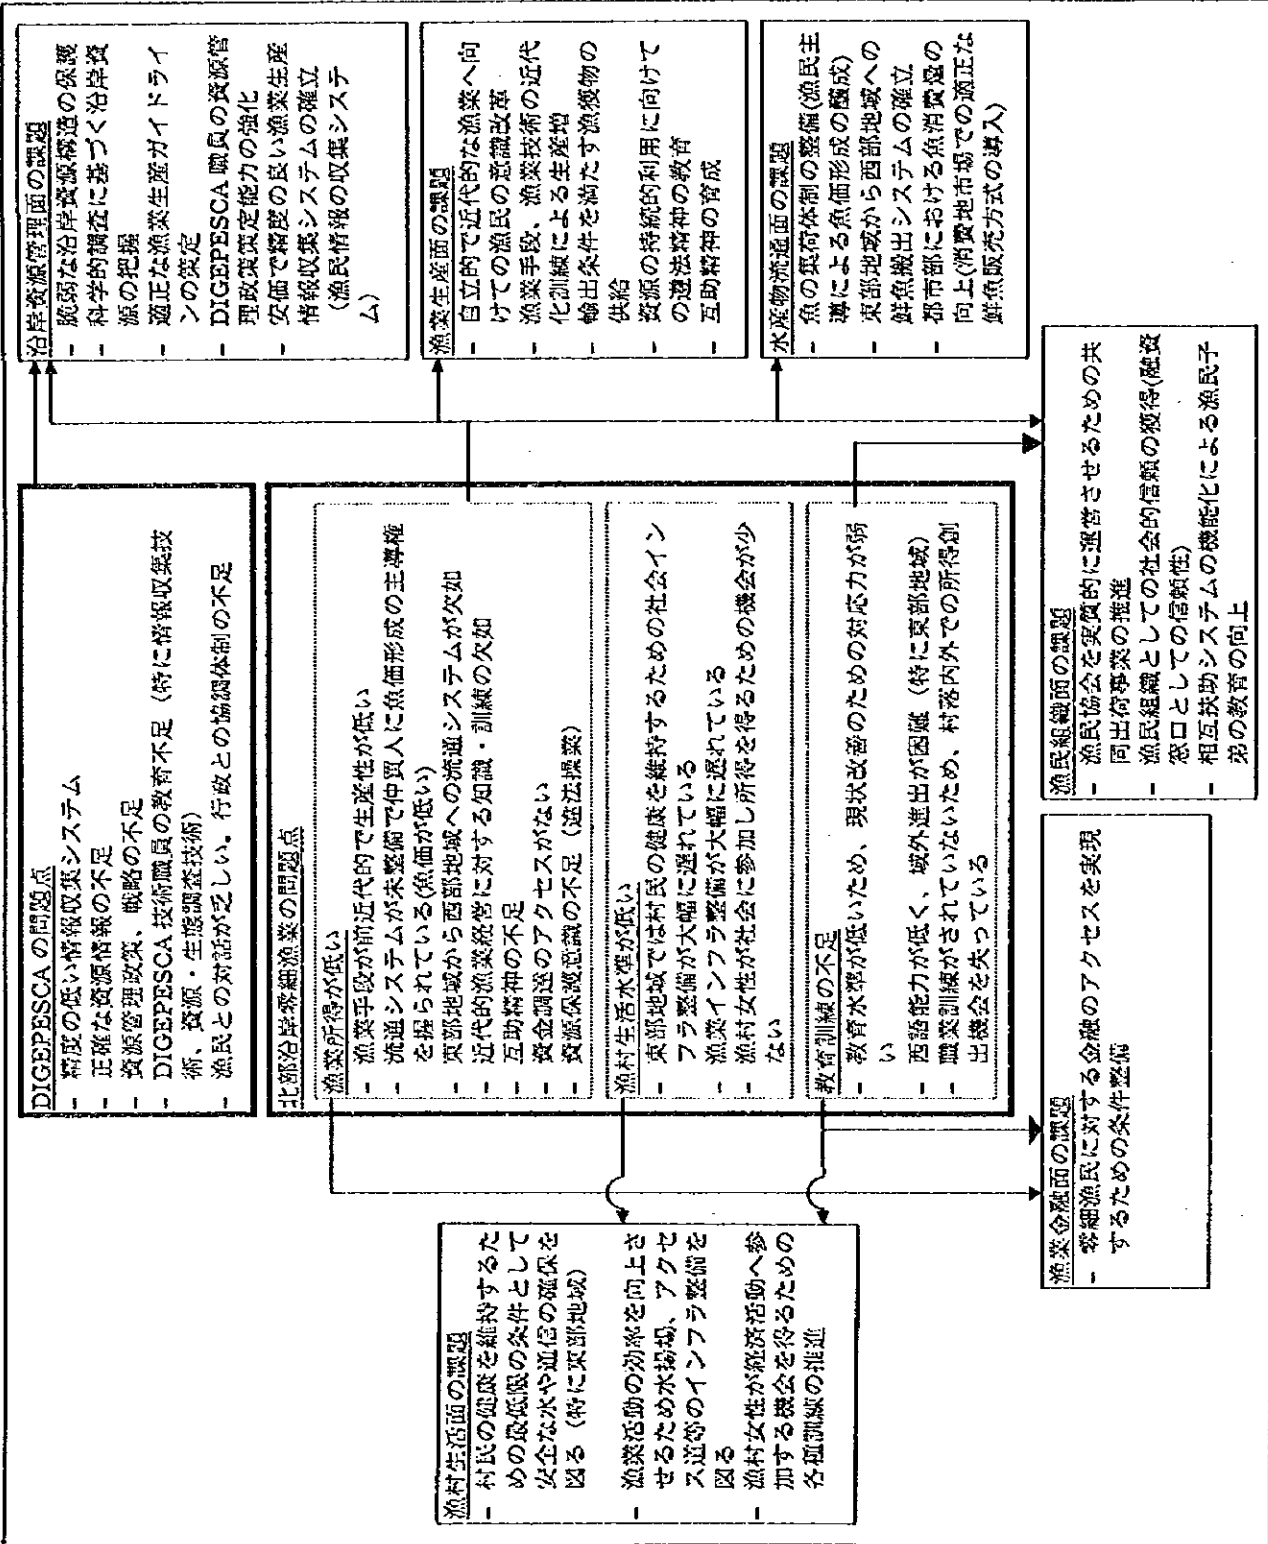 DIGEPESCAの問題点
- 精度の低い情報収集システム
- 正確な資源情報の不足
- 資源管理政策、戦略の不足
- DIGEPESCA 技術職員の教育不足（特に情報収集技
術、資源・生態調査技術）
- 漁民との対話が乏しい。行政との協調体制の不足
北部沿岸零細漁業の問題点
漁業所得が低い
- 漁業手段が前近代的で生産性が低い
- 流通システムが未整備で仲買人に魚価形成の主導権
を握られている(魚価が低い)
- 東部地域から西部地域への流通システムが欠如
- 近代的漁業経営に対する知識・訓練の欠如
- 互助精神の不足
- 資金調達のアクセスがない
- 資源保護意識の不足（違法操業）
漁村生活水準が低い
- 東部地域では村民の健康を維持するための社会イン
フラ整備が大幅に遅れている
- 漁業インフラ整備が大幅に遅れている
- 漁村女性が社会に参加し所得を得るための機会が少
ない
教育訓練の不足
- 教育水準が低いため、現状改善のための対応力が弱
い
- 西語能力が低く、域外進出が困難（特に東部地域）
- 職業訓練がされていないため、村落内外での所得創
出機会を失っている
沿岸資源管理面の課題
- 脆弱な沿岸資源構造の保護
- 科学的調査に基づく沿岸資
源の把握
- 適正な漁業生産ガイドライ
ンの策定
- DIGEPESCA 職員の資源管
理政策策定能力の強化
- 安価で精度の良い漁業生産
情報収集システムの確立
（漁民情報の収集システ
ム）
漁業生産面の課題
- 自立的で近代的な漁業へ向
けての漁民の意識改革
- 漁業手段、漁業技術の近代
化訓練による生産増
- 輸出条件を満たす漁獲物の
供給
- 資源の持続的利用に向けて
の遵法精神の教育
- 互助精神の育成
水産物流通面の課題
- 魚の集荷体制の整備(漁民主
導による魚価形成の醸成)
- 東部地域から西部地域への
鮮魚搬出システムの確立
- 都市部における魚消費量の
向上(消費地市場での適正な
鮮魚販売方式の導入)
漁村生活面の課題
- 村民の健康を維持するた
めの最低限の条件として
安全な水や通信の確保を
図る（特に東部地域）
- 漁業活動の効率を向上さ
せるため水揚場、アクセ
ス道等のインフラ整備を
図る
- 漁村女性が経済活動へ参
加する機会を得るための
各種訓練の推進
漁業金融面の課題
- 零細漁民に対する金融のアクセスを実現
するための条件整備
漁民組織面の課題
- 漁民協会を実質的に運営させるための共
同出荷事業の推進
- 漁民組織としての社会的信頼の獲得(融資
窓口としての信頼性)
- 相互扶助システムの機能化による漁民子
弟の教育の向上